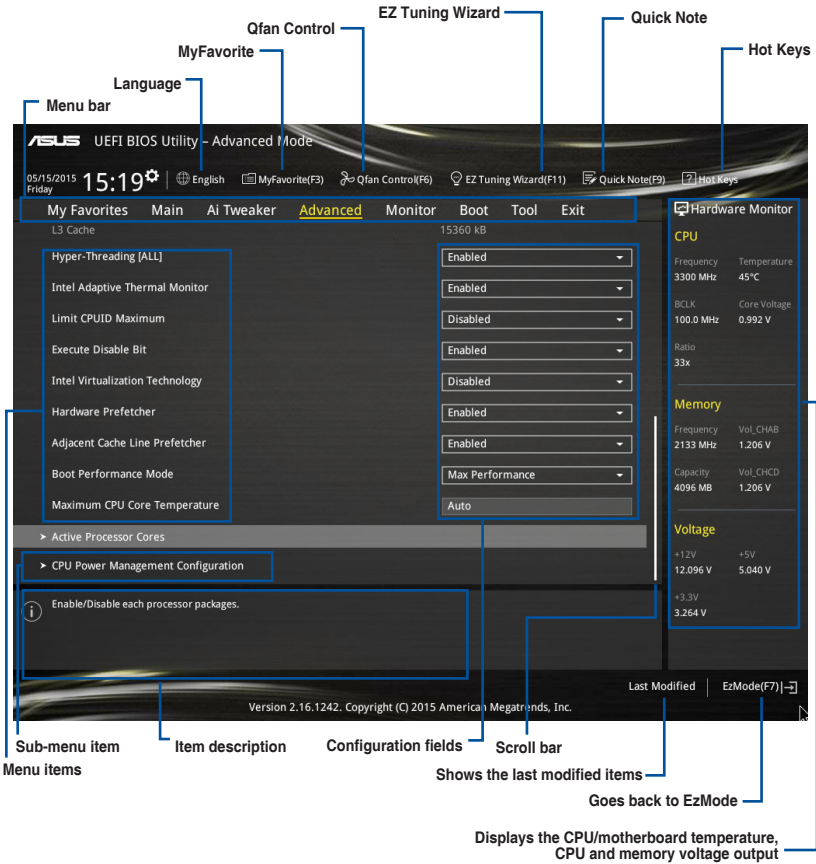 EZ Tuning Wizard
Quick Note
Qfan Control
MyFavorite
Hot Keys
Language
Menu bar
ASUS UEFI BIOS Utility – Advanced Mode
05/15/2015
Friday
15:19
English
MyFavorite(F3)
Qfan Control(F6)
EZ Tuning Wizard(F11)
Quick Note(F9)
? Hot Keys
My Favorites Main Ai Tweaker Advanced Monitor Boot Tool Exit
L3 Cache 15360 kB
Hyper-Threading [ALL] Enabled
Intel Adaptive Thermal Monitor Enabled
Limit CPUID Maximum Disabled
Execute Disable Bit Enabled
Intel Virtualization Technology Disabled
Hardware Prefetcher Enabled
Adjacent Cache Line Prefetcher Enabled
Boot Performance Mode Max Performance
Maximum CPU Core Temperature Auto
> Active Processor Cores
> CPU Power Management Configuration
i Enable/Disable each processor packages.
Hardware Monitor
CPU
Frequency Temperature
3300 MHz 45°C
BCLK Core Voltage
100.0 MHz 0.992 V
Ratio
33x
Memory
Frequency Vol_CHAB
2133 MHz 1.206 V
Capacity Vol_CHCD
4096 MB 1.206 V
Voltage
+12V +5V
12.096 V 5.040 V
+3.3V
3.264 V
Last Modified
EzMode(F7)
Version 2.16.1242. Copyright (C) 2015 American Megatrends, Inc.
Sub-menu item
Item description
Configuration fields
Scroll bar
Menu items
Shows the last modified items
Goes back to EzMode
Displays the CPU/motherboard temperature,
CPU and memory voltage output